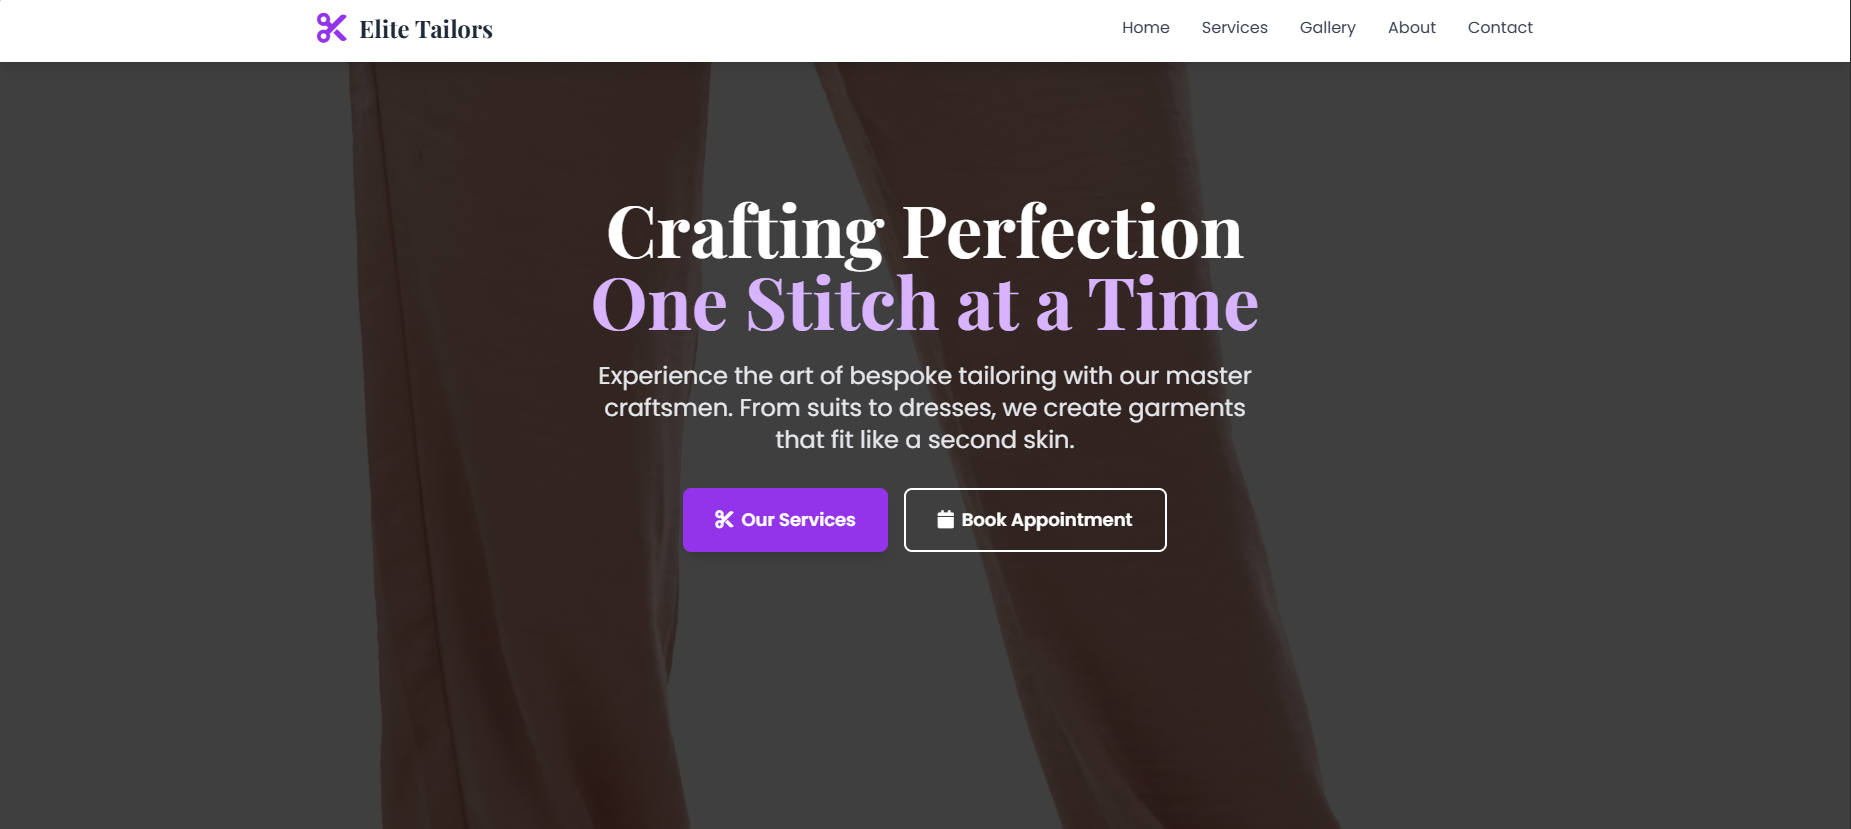 Elite Tailors
Home
Services
Gallery
About
Contact
Crafting Perfection
One Stitch at a Time
Experience the art of bespoke tailoring with our master
craftsmen. From suits to dresses, we create garments
that fit like a second skin.
Our Services
Book Appointment